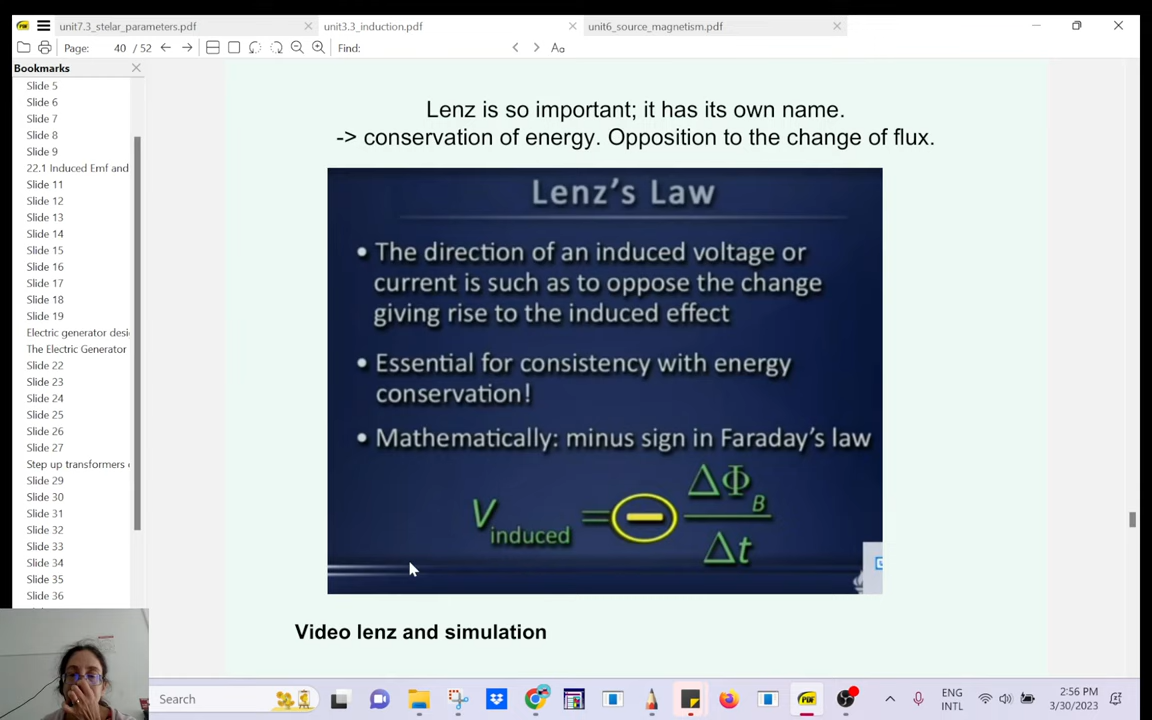 unit7.3_stelar_parameters.pdf
unit3.3_induction.pdf
unit6_source_magnetism.pdf
Page: 40 / 52
Find:
Aa
Bookmarks
Slide 5
Slide 6
Slide 7
Slide 8
Slide 9
22.1 Induced Emf and
Slide 11
Slide 12
Slide 13
Slide 14
Slide 15
Slide 16
Slide 17
Slide 18
Slide 19
Electric generator desi
The Electric Generator
Slide 22
Slide 23
Slide 24
Slide 25
Slide 26
Slide 27
Step up transformers
Slide 29
Slide 30
Slide 31
Slide 32
Slide 33
Slide 34
Slide 35
Slide 36
Lenz is so important; it has its own name.
-> conservation of energy. Opposition to the change of flux.
Lenz's Law
• The direction of an induced voltage or
current is such as to oppose the change
giving rise to the induced effect
• Essential for consistency with energy
conservation!
• Mathematically: minus sign in Faraday's law
V induced = − ΔΦ B / Δt
Video lenz and simulation
Search
ENG
INTL
2:56 PM
3/30/2023